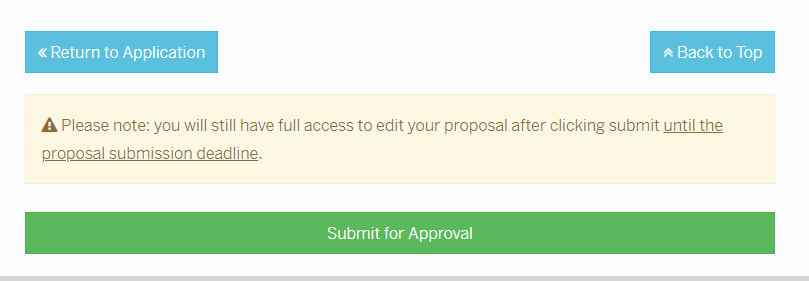 Return to Application
Back to Top
Please note: you will still have full access to edit your proposal after clicking submit until the
proposal submission deadline.
Submit for Approval